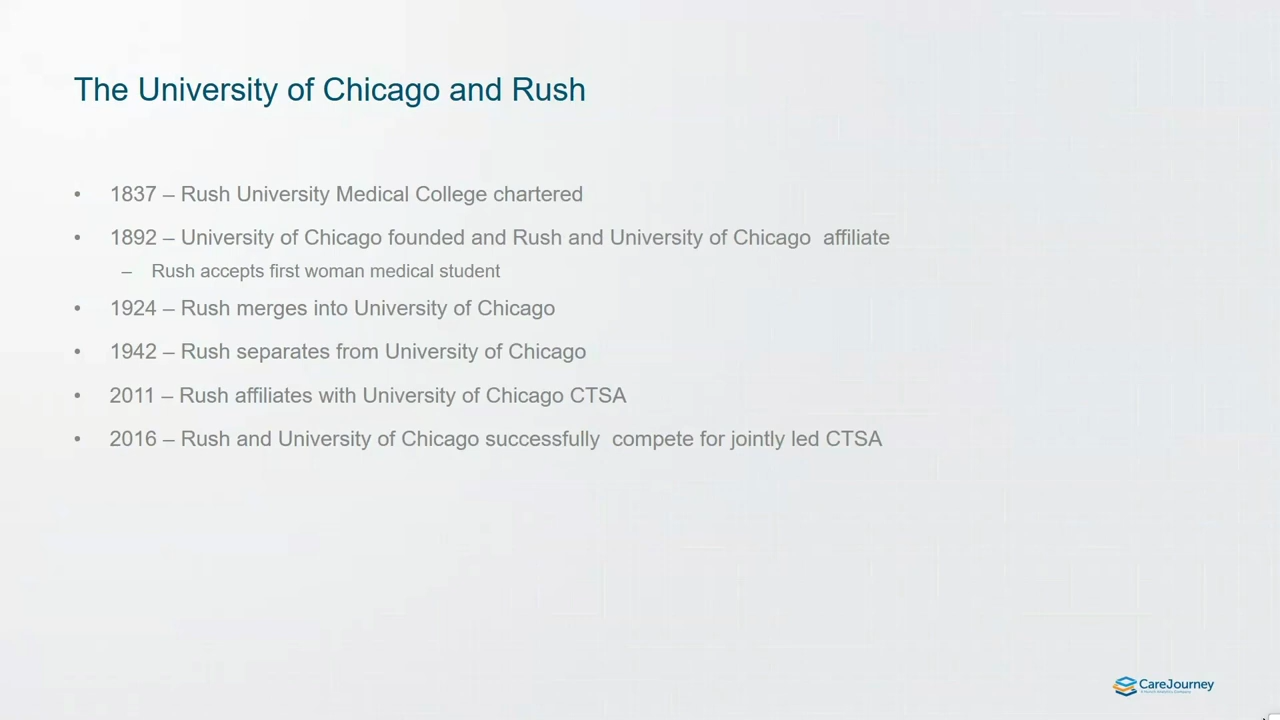 The University of Chicago and Rush
• 1837 – Rush University Medical College chartered
• 1892 – University of Chicago founded and Rush and University of Chicago  affiliate
– Rush accepts first woman medical student
• 1924 – Rush merges into University of Chicago
• 1942 – Rush separates from University of Chicago
• 2011 – Rush affiliates with University of Chicago CTSA
• 2016 – Rush and University of Chicago successfully  compete for jointly led CTSA
CareJourney